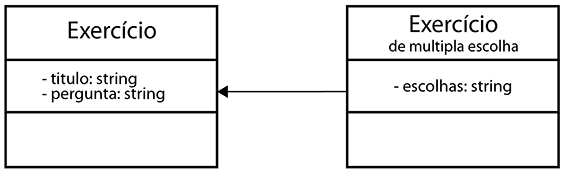 Exercício
- titulo: string
- pergunta: string
Exercício
de multipla escolha
- escolhas: string